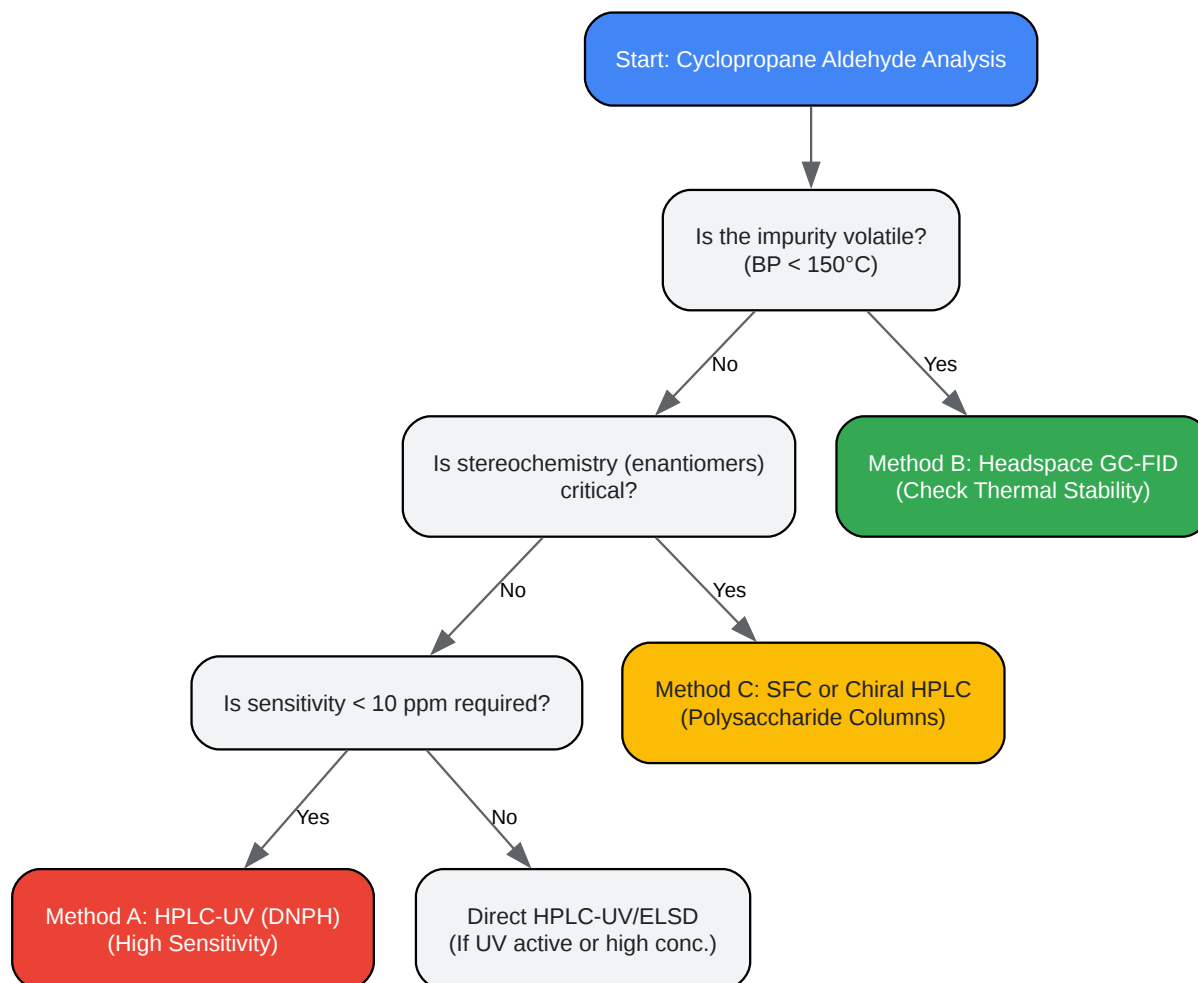 Start: Cyclopropane Aldehyde Analysis
Is the impurity volatile?
(BP < 150°C)
No
Yes
Is stereochemistry (enantiomers)
critical?
Method B: Headspace GC-FID
(Check Thermal Stability)
No
Yes
Is sensitivity < 10 ppm required?
Method C: SFC or Chiral HPLC
(Polysaccharide Columns)
Yes
No
Method A: HPLC-UV (DNPH)
(High Sensitivity)
Direct HPLC-UV/ELSD
(If UV active or high conc.)